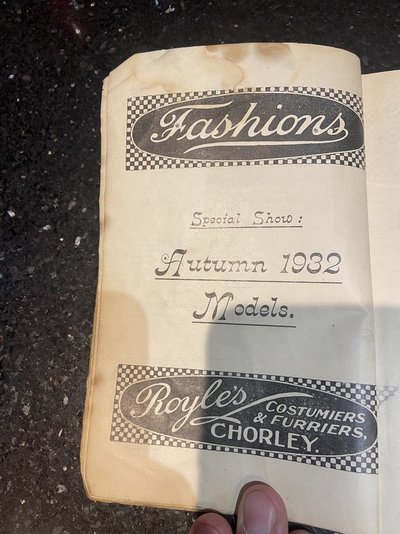 Fashions
Special Show:
Autumn 1932
Models.
Royle's
COSTUMIERS
& FURRIERS,
CHORLEY.